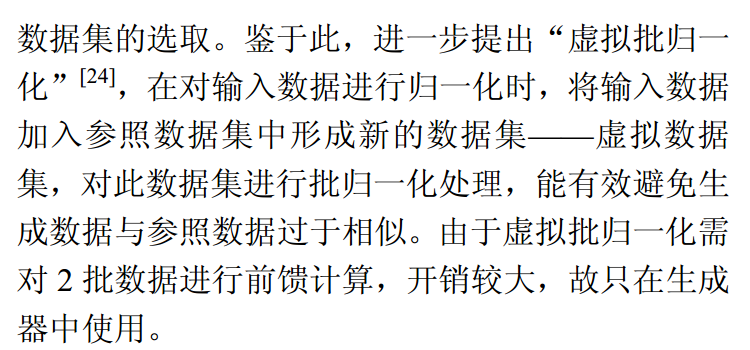 数据集的选取。鉴于此，进一步提出“虚拟批归一
化”[24]，在对输入数据进行归一化时，将输入数据
加入参照数据集中形成新的数据集——虚拟数据
集，对此数据集进行批归一化处理，能有效避免生
成数据与参照数据过于相似。由于虚拟批归一化需
对 2 批数据进行前馈计算，开销较大，故只在生成
器中使用。